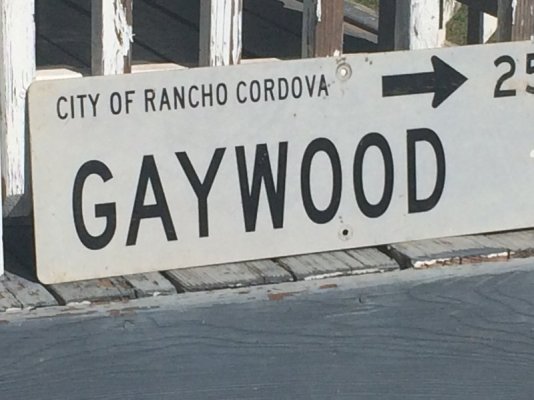 CITY OF RANCHO CORDOVA → 25
GAYWOOD